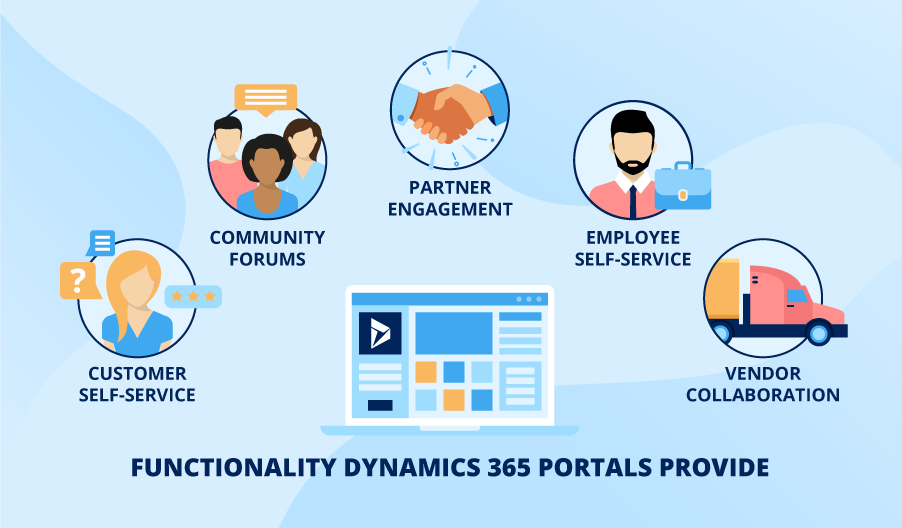 PARTNER
ENGAGEMENT
COMMUNITY
FORUMS
EMPLOYEE
SELF-SERVICE
?
CUSTOMER
SELF-SERVICE
VENDOR
COLLABORATION
FUNCTIONALITY DYNAMICS 365 PORTALS PROVIDE